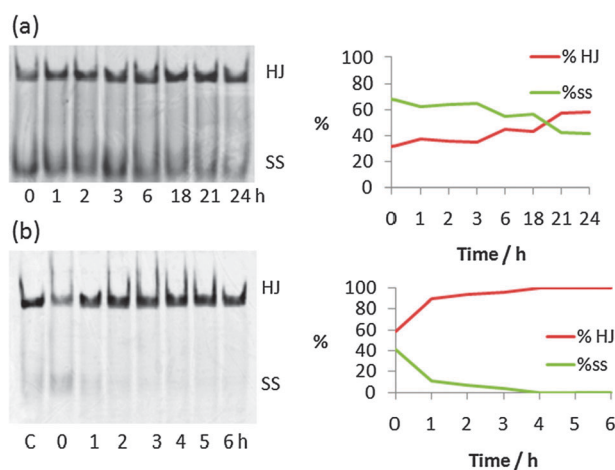 (a)
HJ
SS
0 1 2 3 6 18 21 24 h
100
80
60
40
20
0
%
% HJ
%ss
0 1 2 3 6 18 21 24
Time / h
(b)
HJ
SS
C 0 1 2 3 4 5 6 h
100
80
60
40
20
0
%
% HJ
%ss
0 1 2 3 4 5 6
Time / h